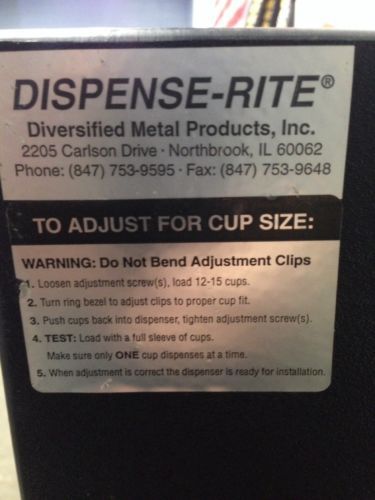 DISPENSE-RITE®
Diversified Metal Products, Inc.
2205 Carlson Drive · Northbrook, IL 60062
Phone: (847) 753-9595 · Fax: (847) 753-9648
TO ADJUST FOR CUP SIZE:
WARNING: Do Not Bend Adjustment Clips
1. Loosen adjustment screw(s), load 12-15 cups.
2. Turn ring bezel to adjust clips to proper cup fit.
3. Push cups back into dispenser, tighten adjustment screw(s).
4. TEST: Load with a full sleeve of cups.
Make sure only ONE cup dispenses at a time.
5. When adjustment is correct the dispenser is ready for installation.